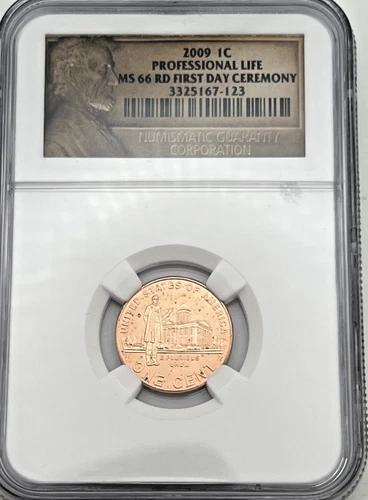 2009 1C
PROFESSIONAL LIFE
MS 66 RD FIRST DAY CEREMONY
3325167-123
NUMISMATIC GUARANTY
CORPORATION
UNITED STATES OF AMERICA
E PLURIBUS
UNUM
ONE CENT